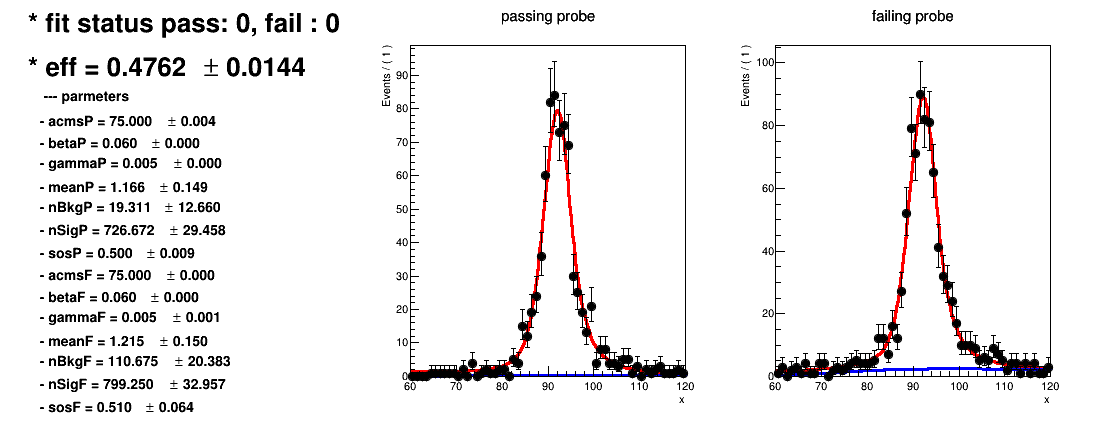 * fit status pass: 0, fail : 0
* eff = 0.4762 ± 0.0144
--- parmeters
- acmsP = 75.000 ± 0.004
- betaP = 0.060 ± 0.000
- gammaP = 0.005 ± 0.000
- meanP = 1.166 ± 0.149
- nBkgP = 19.311 ± 12.660
- nSigP = 726.672 ± 29.458
- sosP = 0.500 ± 0.009
- acmsF = 75.000 ± 0.000
- betaF = 0.060 ± 0.000
- gammaF = 0.005 ± 0.001
- meanF = 1.215 ± 0.150
- nBkgF = 110.675 ± 20.383
- nSigF = 799.250 ± 32.957
- sosF = 0.510 ± 0.064
passing probe
Events / ( 1 )
90
80
70
60
50
40
30
20
10
0
60 70 80 90 100 110 120
x
failing probe
Events / ( 1 )
100
80
60
40
20
0
60 70 80 90 100 110 120
x